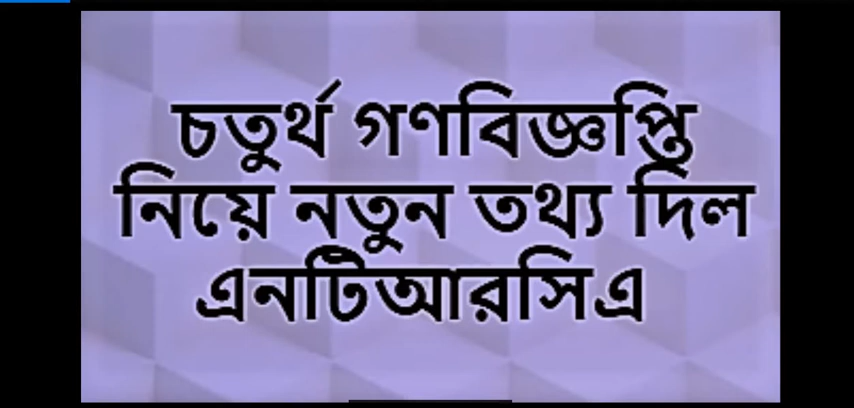 চতুর্থ গণবিজ্ঞপ্তি
নিয়ে নতুন তথ্য দিল
এনটিআরসিএ